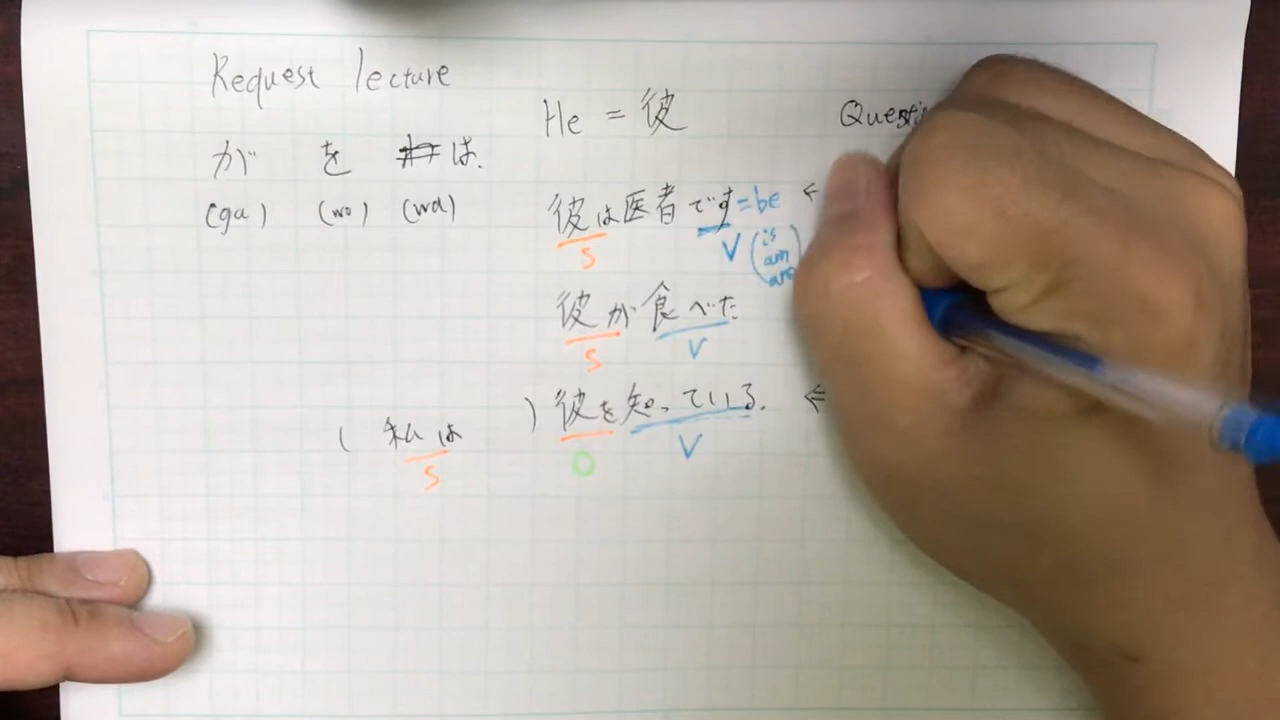 Request lecture
He = 彼
が を は.
(ga) (wo) (wa)
彼は医者です=be ←
S V (is
am
are
彼が食べた
S V
( 私は ) 彼を知っている. ⇐
S O V